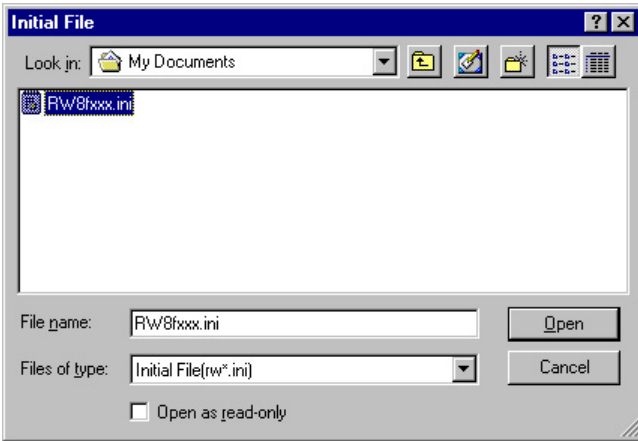 Initial File
Look in: My Documents
RW8fxxx.ini
File name: RW8fxxx.ini Open
Files of type: Initial File(rw*.ini) Cancel
Open as read-only